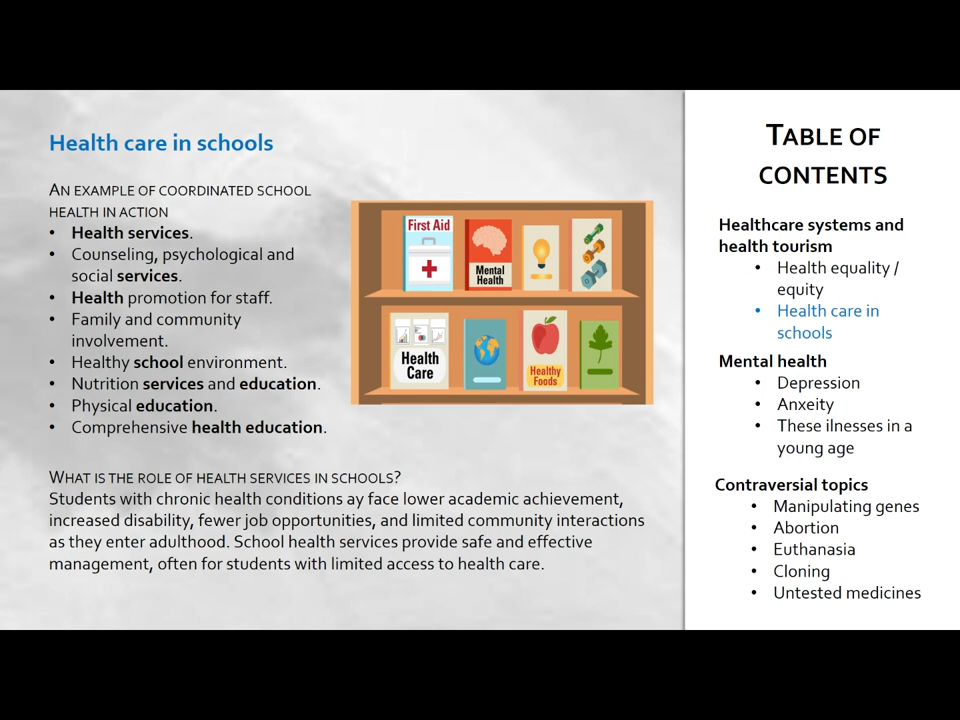 Health care in schools
AN EXAMPLE OF COORDINATED SCHOOL
HEALTH IN ACTION
• Health services.
• Counseling, psychological and
social services.
• Health promotion for staff.
• Family and community
involvement.
• Healthy school environment.
• Nutrition services and education.
• Physical education.
• Comprehensive health education.
First Aid
Mental
Health
Health
Care
Healthy
Foods
WHAT IS THE ROLE OF HEALTH SERVICES IN SCHOOLS?
Students with chronic health conditions ay face lower academic achievement,
increased disability, fewer job opportunities, and limited community interactions
as they enter adulthood. School health services provide safe and effective
management, often for students with limited access to health care.
TABLE OF
CONTENTS
Healthcare systems and
health tourism
• Health equality /
equity
• Health care in
schools
Mental health
• Depression
• Anxeity
• These ilnesses in a
young age
Contraversial topics
• Manipulating genes
• Abortion
• Euthanasia
• Cloning
• Untested medicines